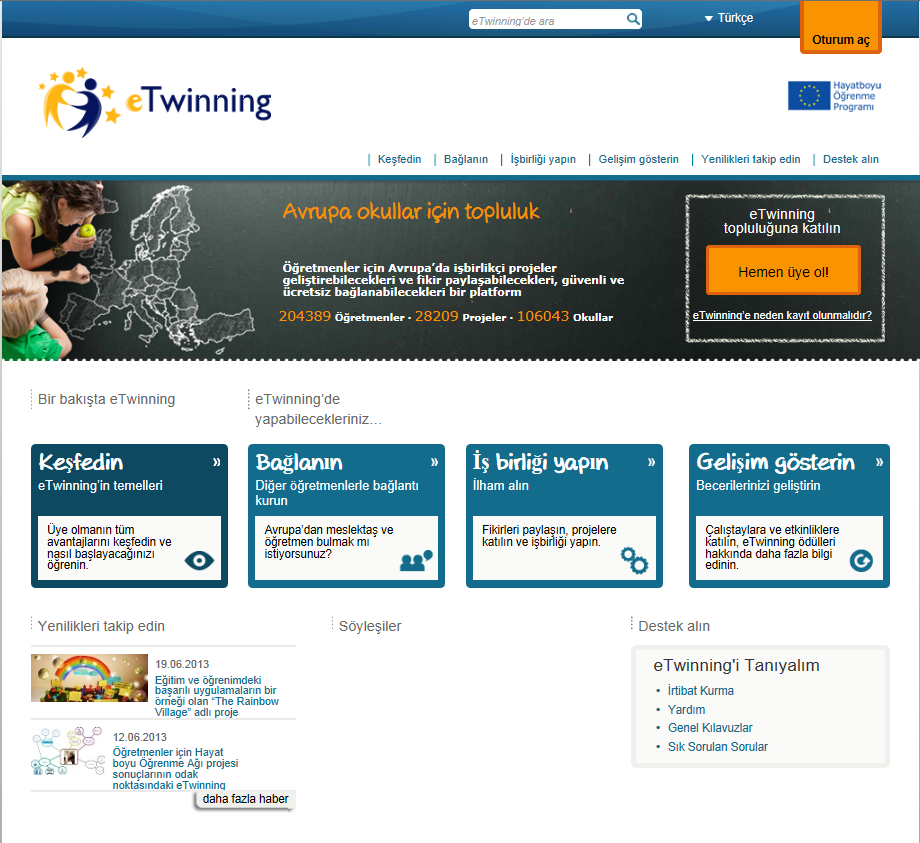 eTwinning'de ara
Türkçe
Oturum aç
eTwinning
Hayatboyu
Öğrenme
Programı
Keşfedin
Bağlanın
İşbirliği yapın
Gelişim gösterin
Yenilikleri takip edin
Destek alın
Avrupa okullar için topluluk
Öğretmenler için Avrupa'da işbirlikçi projeler
geliştirebilecekleri ve fikir paylaşabilecekleri, güvenli ve
ücretsiz bağlanabilecekleri bir platform
204389 Öğretmenler · 28209 Projeler · 106043 Okullar
eTwinning
topluluğuna katılın
Hemen üye ol!
eTwinning'e neden kayıt olunmalıdır?
Bir bakışta eTwinning
eTwinning'de
yapabilecekleriniz…
Keşfedin »
eTwinning'in temelleri
Üye olmanın tüm
avantajlarını keşfedin ve
nasıl başlayacağınızı
öğrenin.
Bağlanın »
Diğer öğretmenlerle bağlantı
kurun
Avrupa'dan meslektaş ve
öğretmen bulmak mı
istiyorsunuz?
İş birliği yapın »
İlham alın
Fikirleri paylaşın, projelere
katılın ve işbirliği yapın.
Gelişim gösterin »
Becerilerinizi geliştirin
Çalıştaylara ve etkinliklere
katılın, eTwinning ödülleri
hakkında daha fazla bilgi
edinin.
Yenilikleri takip edin
19.06.2013
Eğitim ve öğrenimdeki
başarılı uygulamaların bir
örneği olan "The Rainbow
Village" adlı proje
12.06.2013
Öğretmenler için Hayat
boyu Öğrenme Ağı projesi
sonuçlarının odak
noktasındaki eTwinning
daha fazla haber
Söyleşiler
Destek alın
eTwinning'i Tanıyalım
• İrtibat Kurma
• Yardım
• Genel Kılavuzlar
• Sık Sorulan Sorular